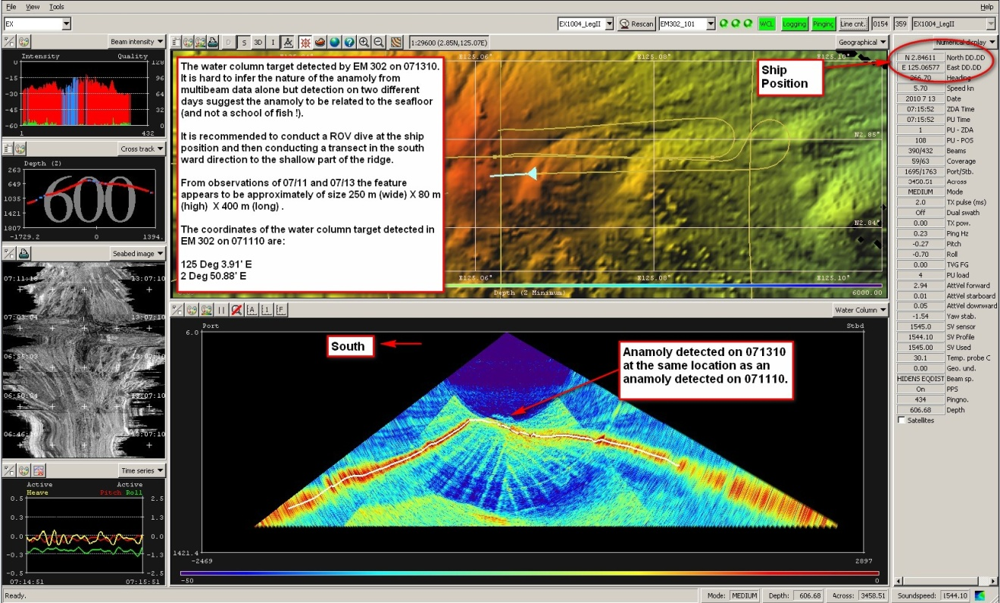 File View Tools Help
EX EX1004_LegII Rescan EM302_101 WCL Logging Pinging Line cnt. 0154 359 EX1004_LegII
Beam intensity
Intensity Quality
0 128
-15 96
-30 64
-45 32
-60 0
1 432
Cross track
Depth (Z)
263
649
1035
1421
1807
600
-1729.2 0 1394.
Seabed image
07:11:18 13:07:10
07:03:04 13:07:10
06:55:03 13:07:10
06:50:04 13:07:10
06:46:10 13:07:10
Time series
Active Active
Heave Pitch Roll
0.5 2.5
0.3 1.3
0.0 0.0
-0.3 -1.3
-0.5 -2.5
07:14:51 07:15:51
D S 3D I 1:29600 (2.85N,125.07E) Geographical
E125.06° E125.08° E125.10°
N2.85°
N2.84°
E125.06° E125.08° E125.10°
Depth (Z Minimum) 6000.00
The water column target detected by EM 302 on 071310.
It is hard to infer the nature of the anamoly from
multibeam data alone but detection on two different
days suggest the anamoly to be related to the seafloor
(and not a school of fish !).
It is recommended to conduct a ROV dive at the ship
position and then conducting a transect in the south
ward direction to the shallow part of the ridge.
From observations of 07/11 and 07/13 the feature
appears to be approximately of size 250 m (wide) X 80 m
(high) X 400 m (long) .
The coordinates of the water column target detected in
EM 302 on 071110 are:
125 Deg 3.91' E
2 Deg 50.88' E
Ship
Position
A 1 F Water Column
Port Stbd
6.0
South
Anamoly detected on 071310
at the same location as an
anamoly detected on 071110.
1421.4
-2469 2897
-50 0
Numerical display
N 2.84611 North DD.DD
E 125.06577 East DD.DD
266.70 Heading
5.70 Speed kn
2010 7 13 Date
07:15:52 ZDA Time
07:15:52 PU Time
1 PU - ZDA
108 PU - POS
390/432 Beams
59/63 Coverage
1695/1763 Port/Stb.
3458.51 Across
MEDIUM Mode
2.0 TX pulse (ms)
Off Dual swath
0.00 TX pow.
0.23 Ping Hz
-0.27 Pitch
-0.70 Roll
0.00 TVG FG
4 PU load
2.94 AttVel forward
0.01 AttVel starboard
0.05 AttVel downward
-1.54 Yaw stab.
1545.0 SV sensor
1544.10 SV Profile
1545.00 SV Used
30.1 Temp. probe C
0.00 Geo. und.
HIDENS EQDIST Beam sp.
On PPS
434 Pingno.
606.68 Depth
Satellites
Ready. Mode: MEDIUM Depth: 606.68 Across: 3458.51 Soundspeed: 1544.10